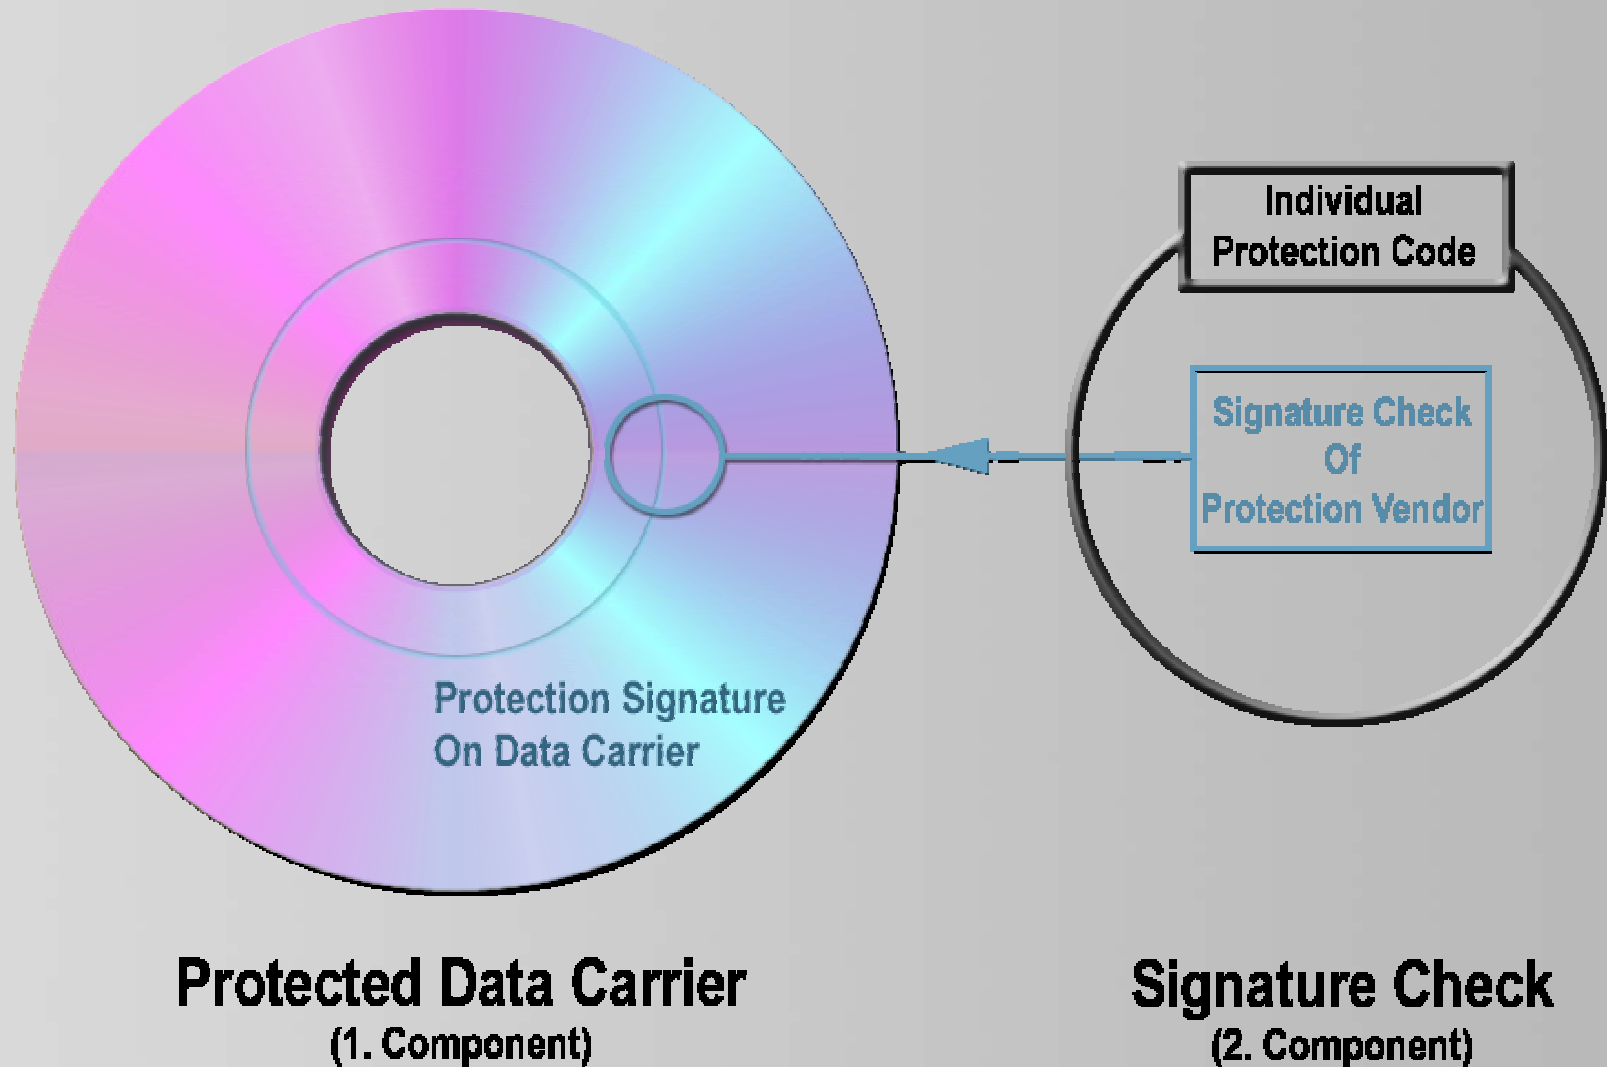 Individual
Protection Code
Signature Check
Of
Protection Vendor
Protection Signature
On Data Carrier
Protected Data Carrier
(1. Component)
Signature Check
(2. Component)